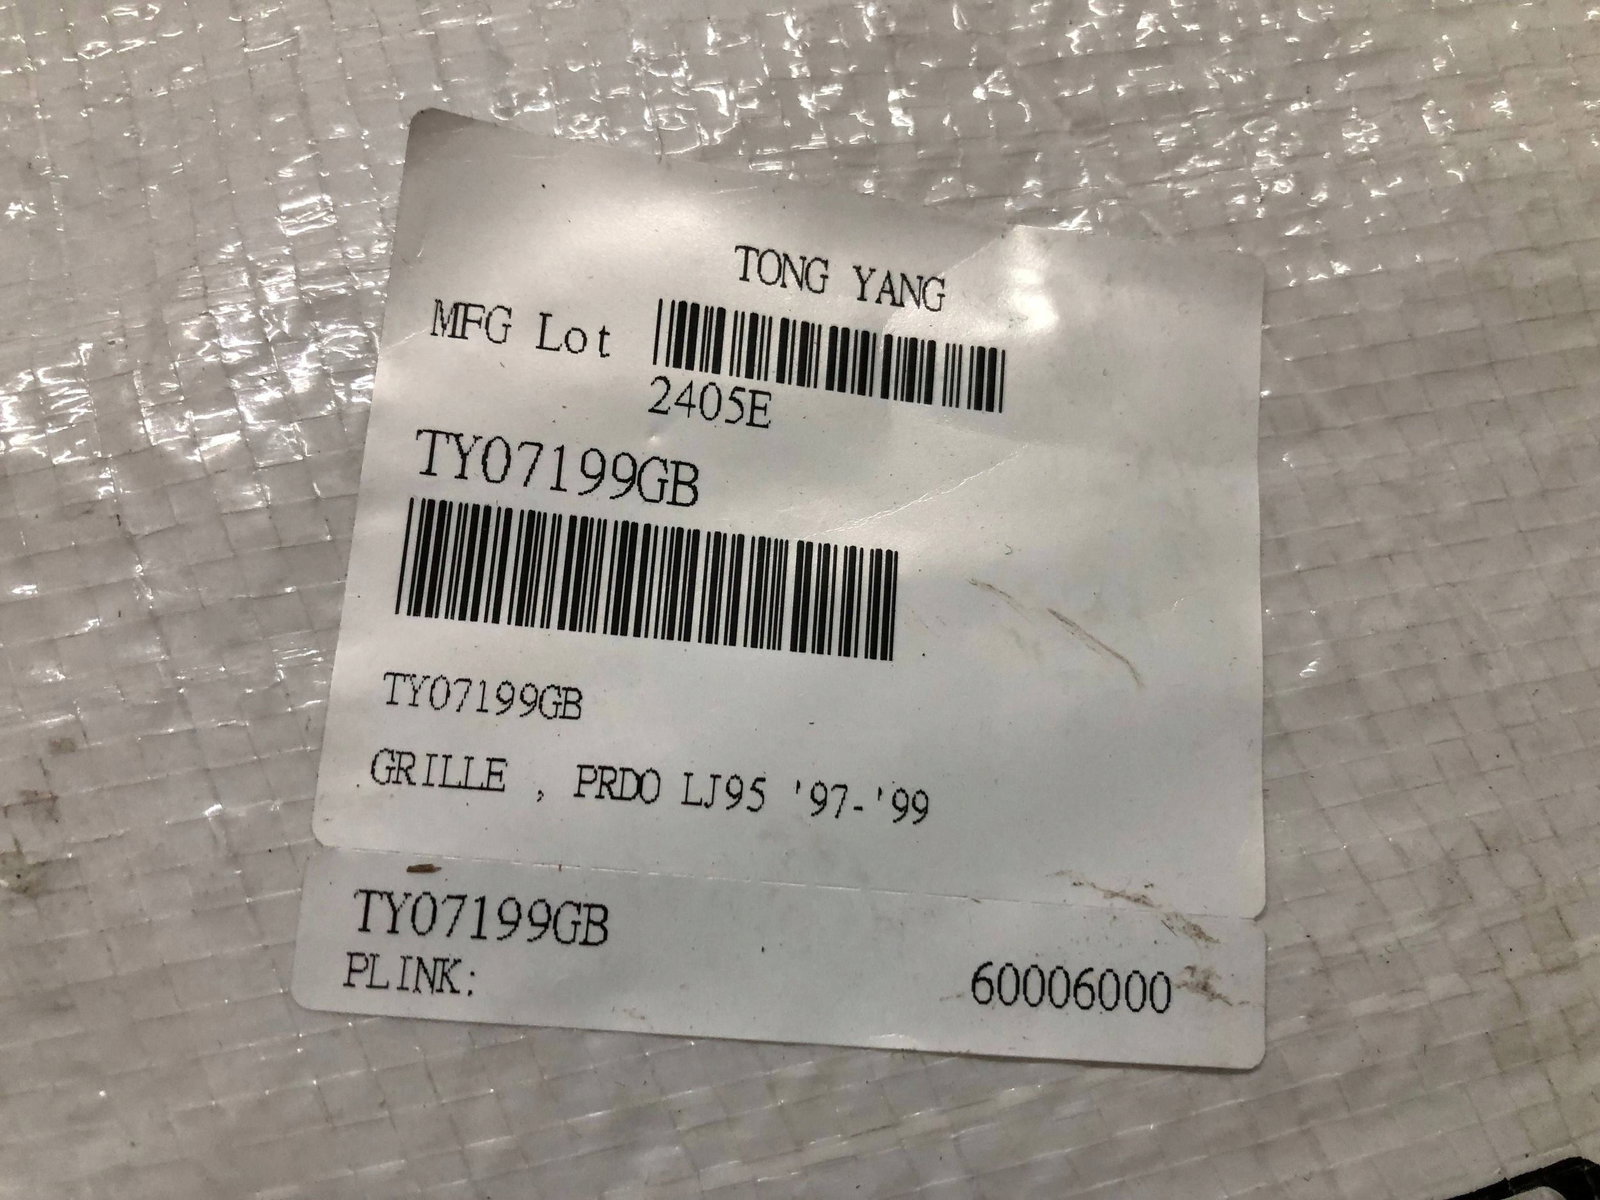 TONG YANG
MFG Lot
2405E
TY07199GB
TY07199GB
GRILLE , PRDO LJ95 '97-'99
TY07199GB
PLINK: 60006000